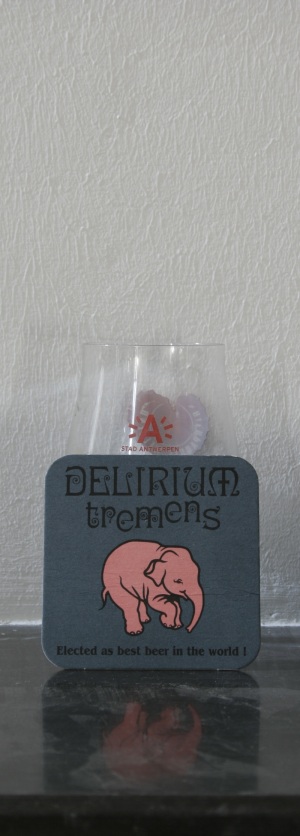 A
STAD ANTWERPEN
DELIRIUM
tremens
Elected as best beer in the world !